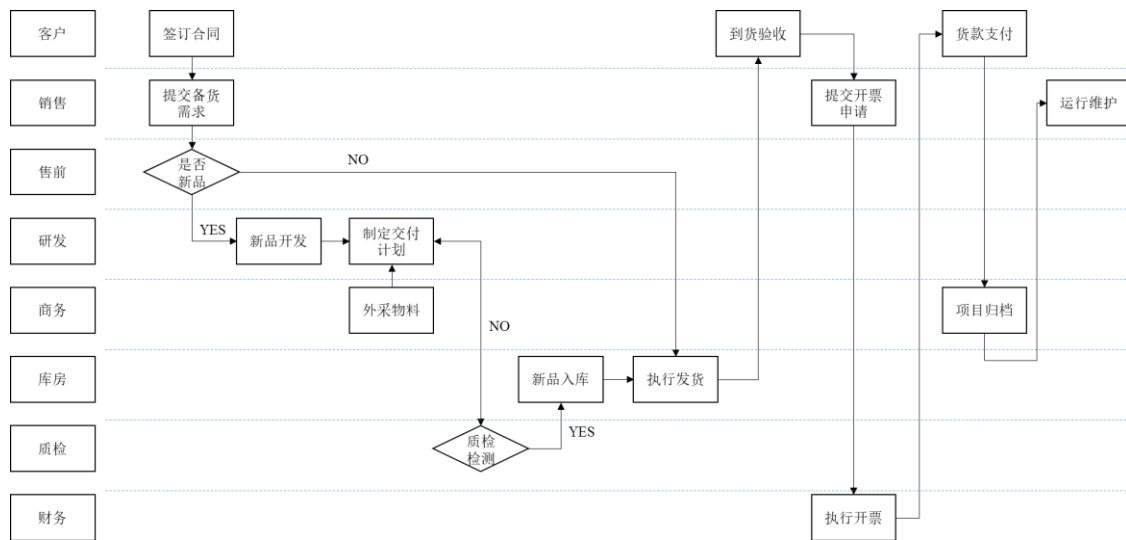 客户
签订合同
到货验收
货款支付
销售
提交备货
需求
提交开票
申请
运行维护
售前
是否
新品
NO
研发
YES
新品开发
制定交付
计划
商务
外采物料
NO
项目归档
库房
新品入库
执行发货
质检
质检
检测
YES
财务
执行开票